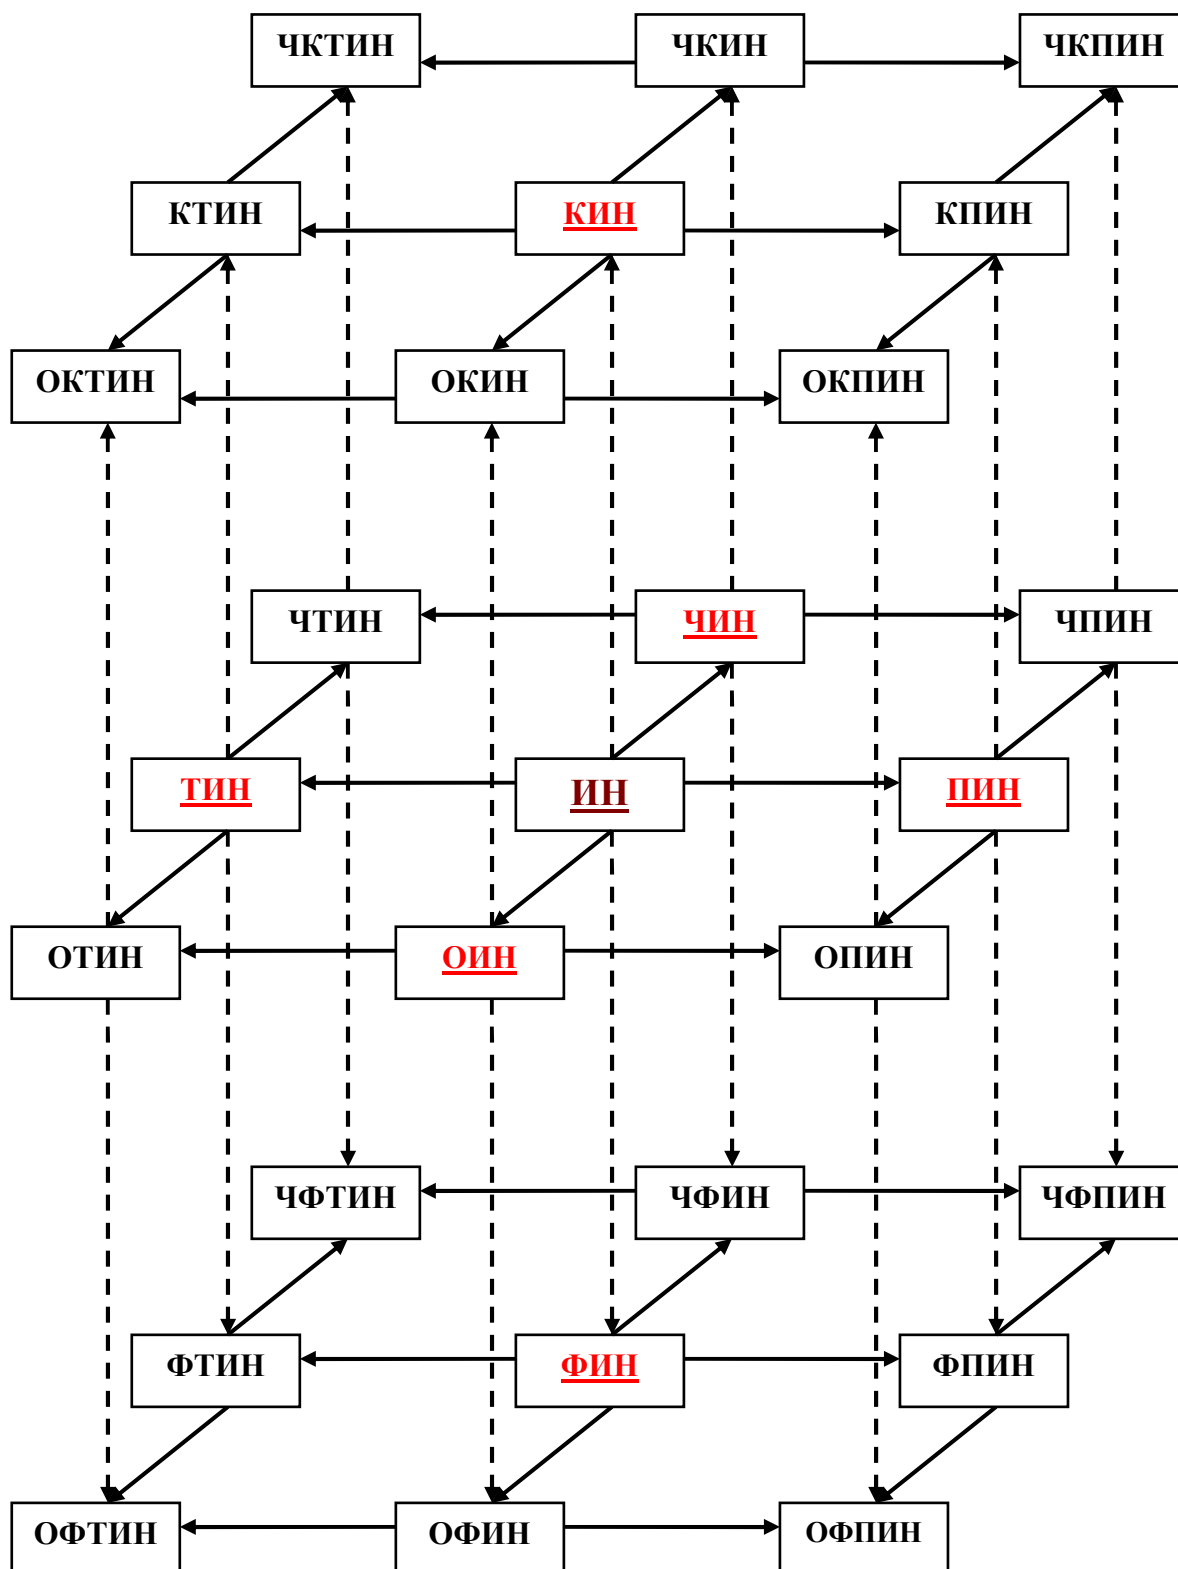 ЧКТИН ЧКИН ЧКПИН
КТИН КИН КПИН
ОКТИН ОКИН ОКПИН
ЧТИН ЧИН ЧПИН
ТИН ИН ПИН
ОТИН ОИН ОПИН
ЧФТИН ЧФИН ЧФПИН
ФТИН ФИН ФПИН
ОФТИН ОФИН ОФПИН